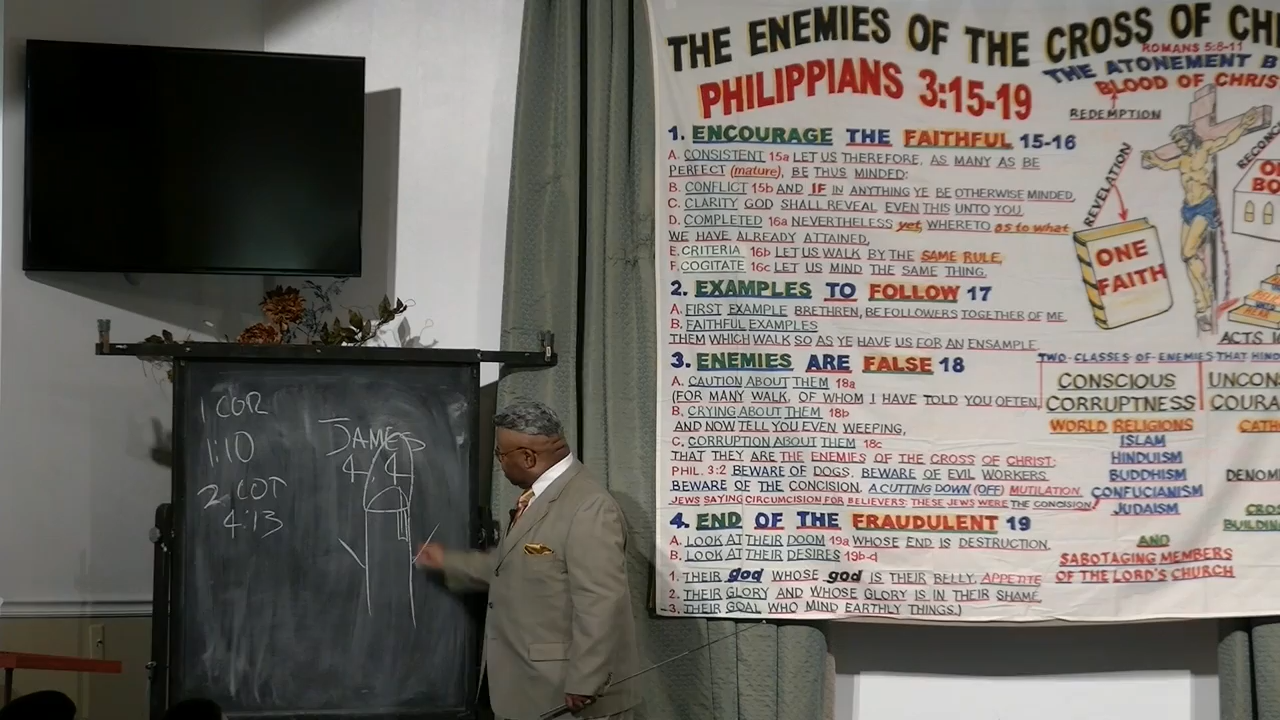 1 COR
1:10
2 COT
4:13
JAMES
4 4
THE ENEMIES OF THE CROSS OF CH
PHILIPPIANS 3:15-19
ROMANS 5:8-11
THE ATONEMENT B
BLOOD OF CHRIS
REDEMPTION
REVELATION
RECON
ONE
FAITH
O
BO
ACTS
1. ENCOURAGE THE FAITHFUL 15-16
A. CONSISTENT 15a LET US THEREFORE, AS MANY AS BE
PERFECT (mature), BE THUS MINDED:
B. CONFLICT 15b AND IF IN ANYTHING YE BE OTHERWISE MINDED,
C. CLARITY GOD SHALL REVEAL EVEN THIS UNTO YOU.
D. COMPLETED 16a NEVERTHELESS yet, WHERETO as to what
WE HAVE ALREADY ATTAINED,
E. CRITERIA 16b LET US WALK BY THE SAME RULE,
F. COGITATE 16c LET US MIND THE SAME THING.
2. EXAMPLES TO FOLLOW 17
A. FIRST EXAMPLE BRETHREN, BE FOLLOWERS TOGETHER OF ME
B. FAITHFUL EXAMPLES
THEM WHICH WALK SO AS YE HAVE US FOR AN ENSAMPLE.
3. ENEMIES ARE FALSE 18
A. CAUTION ABOUT THEM 18a
(FOR MANY WALK, OF WHOM I HAVE TOLD YOU OFTEN,
B. CRYING ABOUT THEM 18b
AND NOW TELL YOU EVEN WEEPING,
C. CORRUPTION ABOUT THEM 18c
THAT THEY ARE THE ENEMIES OF THE CROSS OF CHRIST:
PHIL. 3:2 BEWARE OF DOGS, BEWARE OF EVIL WORKERS
BEWARE OF THE CONCISION, A CUTTING DOWN (OFF) MUTILATION.
JEWS SAYING CIRCUMCISION FOR BELIEVERS; THESE JEWS WERE THE CONCISION
4. END OF THE FRAUDULENT 19
A. LOOK AT THEIR DOOM 19a WHOSE END IS DESTRUCTION,
B. LOOK AT THEIR DESIRES 19b-d
1. THEIR god WHOSE god IS THEIR BELLY, APPETITE
2. THEIR GLORY AND WHOSE GLORY IS IN THEIR SHAME,
3. THEIR GOAL WHO MIND EARTHLY THINGS.)
TWO-CLASSES-OF-ENEMIES THAT HIND
CONSCIOUS
CORRUPTNESS
WORLD RELIGIONS
ISLAM
HINDUISM
BUDDHISM
CONFUCIANISM
JUDAISM
AND
SABOTAGING MEMBERS
OF THE LORD'S CHURCH
UNCON
COURA
CATH
DENOM
CROS
BUILDIN